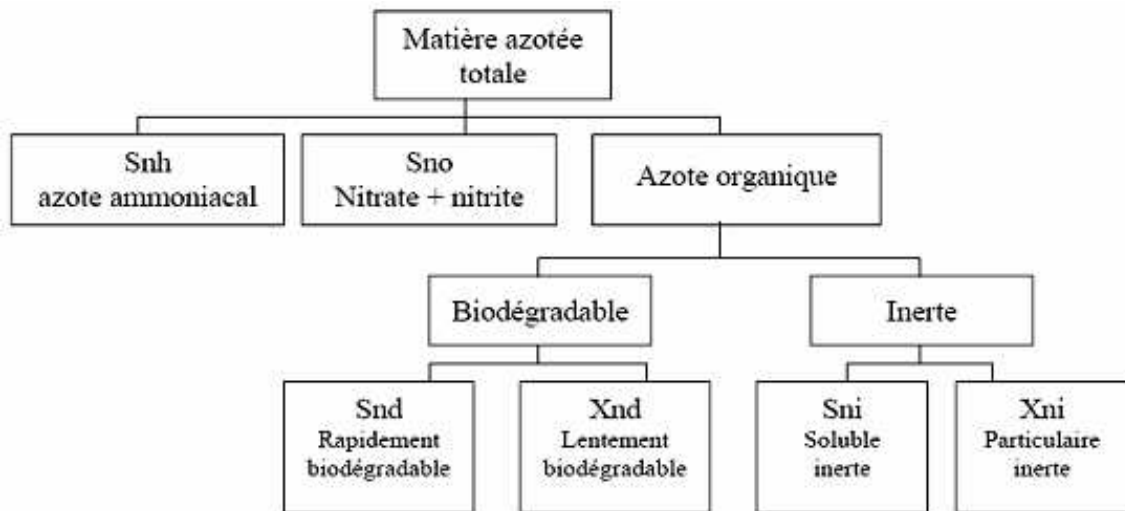 Matière azotée
totale
Snh
azote ammoniacal
Sno
Nitrate + nitrite
Azote organique
Biodégradable
Inerte
Snd
Rapidement
biodégradable
Xnd
Lentement
biodégradable
Sni
Soluble
inerte
Xni
Particulaire
inerte